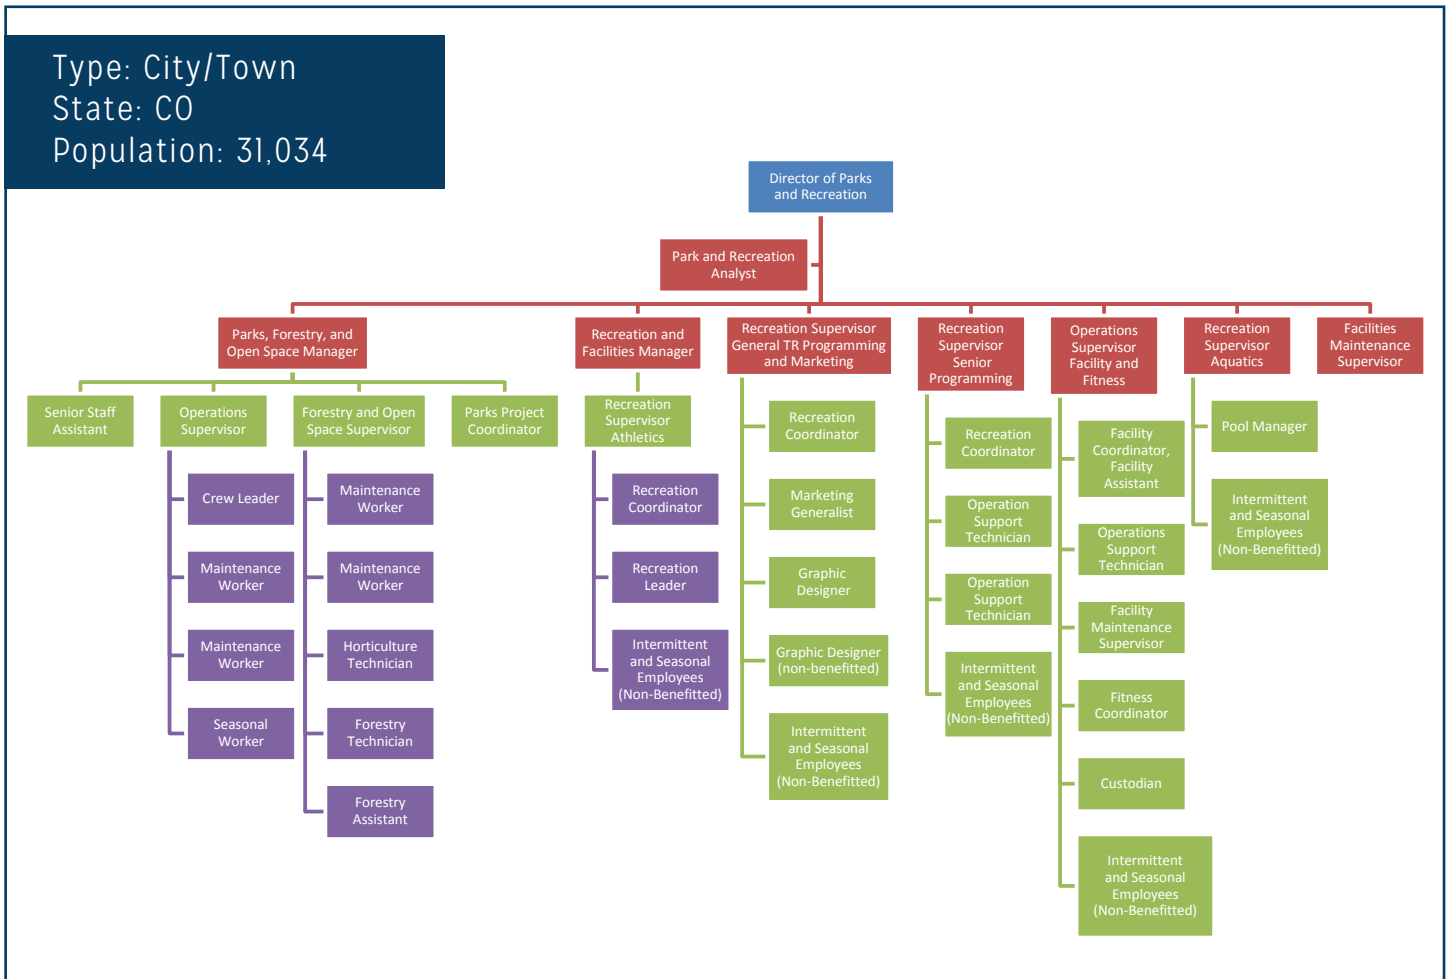 Type: City/Town
State: CO
Population: 31,034
Director of Parks
and Recreation
Park and Recreation
Analyst
Parks, Forestry, and
Open Space Manager
Recreation and
Facilities Manager
Recreation Supervisor
General TR Programming
and Marketing
Recreation
Supervisor
Senior
Programming
Operations
Supervisor
Facility and
Fitness
Recreation
Supervisor
Aquatics
Facilities
Maintenance
Supervisor
Senior Staff
Assistant
Operations
Supervisor
Forestry and Open
Space Supervisor
Parks Project
Coordinator
Recreation
Supervisor
Athletics
Crew Leader
Maintenance
Worker
Maintenance
Worker
Seasonal
Worker
Maintenance
Worker
Maintenance
Worker
Horticulture
Technician
Forestry
Technician
Forestry
Assistant
Recreation
Coordinator
Recreation
Leader
Intermittent
and Seasonal
Employees
(Non-Benefitted)
Recreation
Coordinator
Marketing
Generalist
Graphic
Designer
Graphic Designer
(non-benefitted)
Intermittent
and Seasonal
Employees
(Non-Benefitted)
Recreation
Coordinator
Operation
Support
Technician
Operation
Support
Technician
Intermittent
and Seasonal
Employees
(Non-Benefitted)
Facility
Coordinator,
Facility
Assistant
Operations
Support
Technician
Facility
Maintenance
Supervisor
Fitness
Coordinator
Custodian
Intermittent
and Seasonal
Employees
(Non-Benefitted)
Pool Manager
Intermittent
and Seasonal
Employees
(Non-Benefitted)